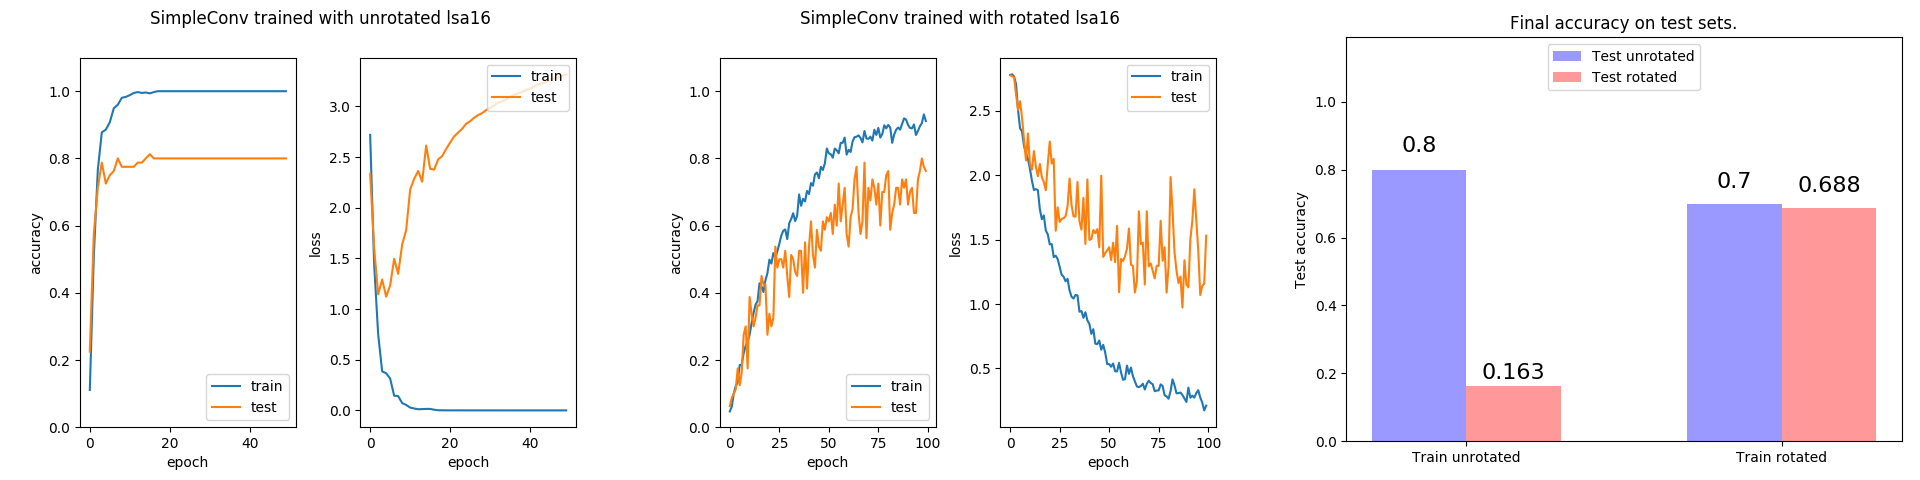 SimpleConv trained with unrotated lsa16
1.0
0.8
0.6
0.4
0.2
0.0
accuracy
0
20
40
epoch
train
test
3.0
2.5
2.0
1.5
1.0
0.5
0.0
loss
0
20
40
epoch
train
test
SimpleConv trained with rotated lsa16
1.0
0.8
0.6
0.4
0.2
0.0
accuracy
0
25
50
75
100
epoch
train
test
2.5
2.0
1.5
1.0
0.5
loss
0
25
50
75
100
epoch
train
test
Final accuracy on test sets.
Test unrotated
Test rotated
1.0
0.8
0.6
0.4
0.2
0.0
Test accuracy
0.8
0.163
0.7
0.688
Train unrotated
Train rotated